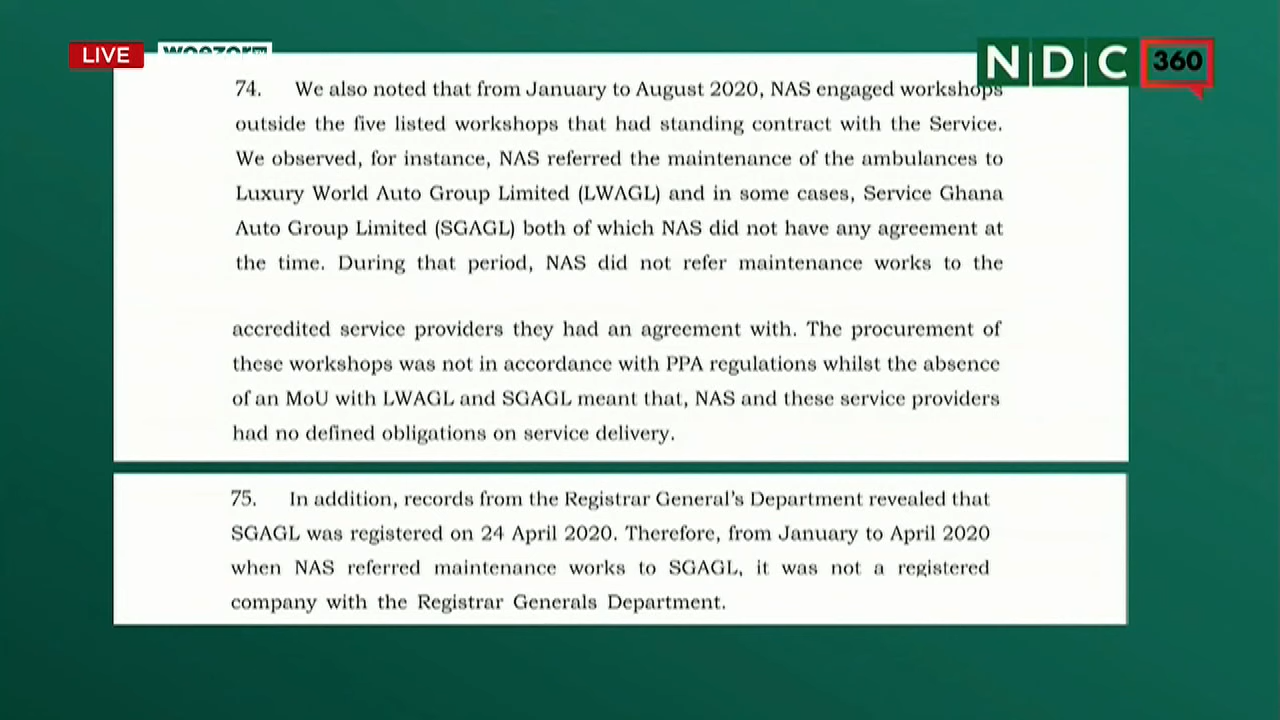 LIVE
woezor TV
NDC 360
74. We also noted that from January to August 2020, NAS engaged workshops
outside the five listed workshops that had standing contract with the Service.
We observed, for instance, NAS referred the maintenance of the ambulances to
Luxury World Auto Group Limited (LWAGL) and in some cases, Service Ghana
Auto Group Limited (SGAGL) both of which NAS did not have any agreement at
the time. During that period, NAS did not refer maintenance works to the
accredited service providers they had an agreement with. The procurement of
these workshops was not in accordance with PPA regulations whilst the absence
of an MoU with LWAGL and SGAGL meant that, NAS and these service providers
had no defined obligations on service delivery.
75. In addition, records from the Registrar General's Department revealed that
SGAGL was registered on 24 April 2020. Therefore, from January to April 2020
when NAS referred maintenance works to SGAGL, it was not a registered
company with the Registrar Generals Department.